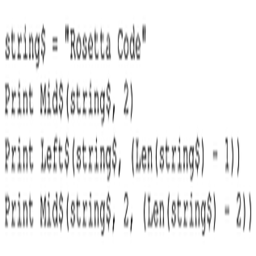 string$ = "Rosetta Code"
Print Mid$(string$, 2)
Print Left$(string$, (Len(string$) - 1))
Print Mid$(string$, 2, (Len(string$) - 2))